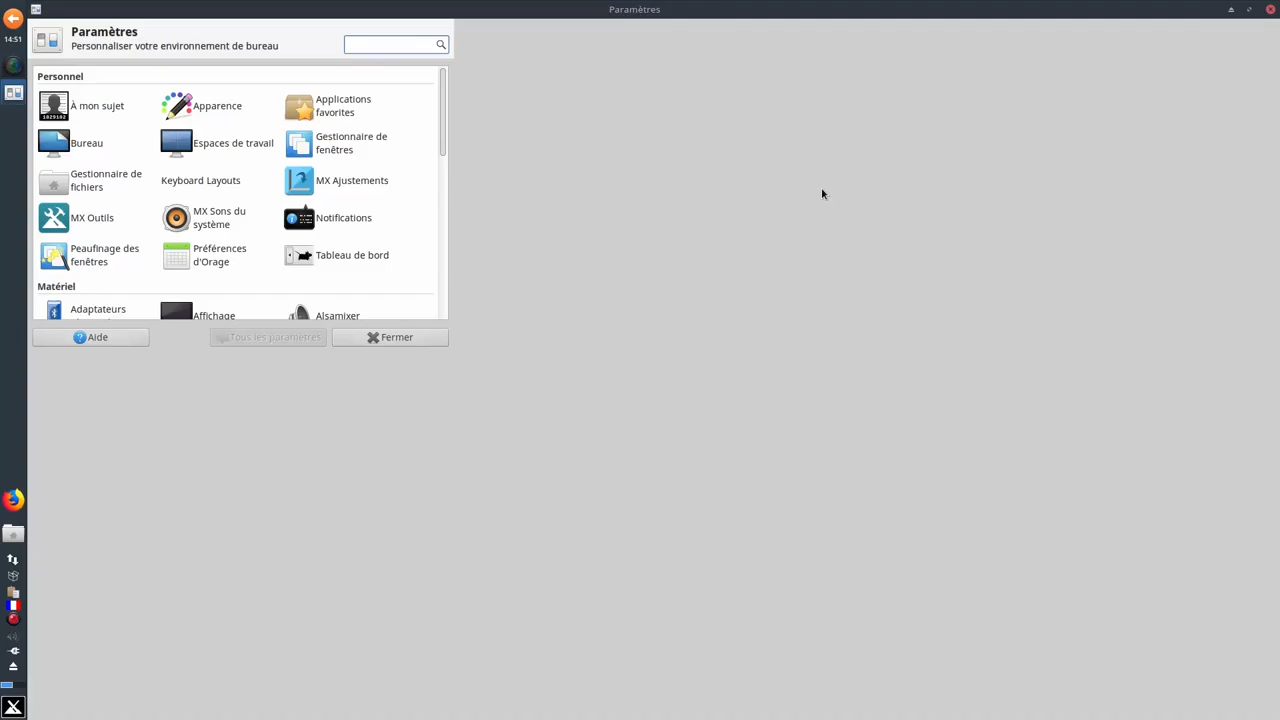 Paramètres
14:51
Paramètres
Personnaliser votre environnement de bureau
Personnel
À mon sujet
Apparence
Applications
favorites
Bureau
Espaces de travail
Gestionnaire de
fenêtres
Gestionnaire de
fichiers
Keyboard Layouts
MX Ajustements
MX Outils
MX Sons du
système
Notifications
Peaufinage des
fenêtres
Préférences
d'Orage
Tableau de bord
Matériel
Adaptateurs
Affichage
Alsamixer
Aide
Tous les paramètres
Fermer